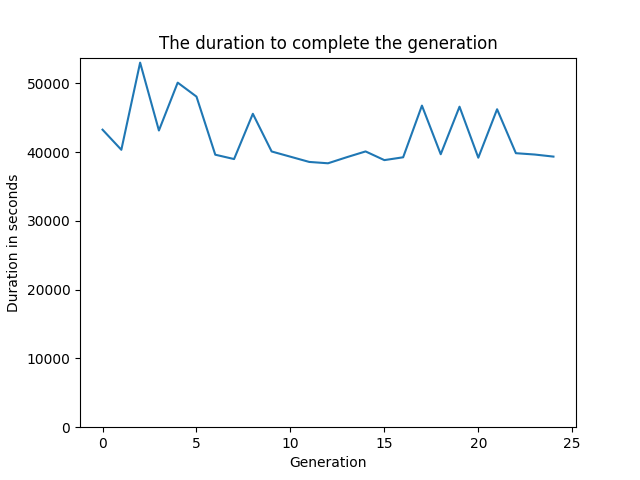 The duration to complete the generation
50000
40000
30000
20000
10000
0
Duration in seconds
0 5 10 15 20 25
Generation